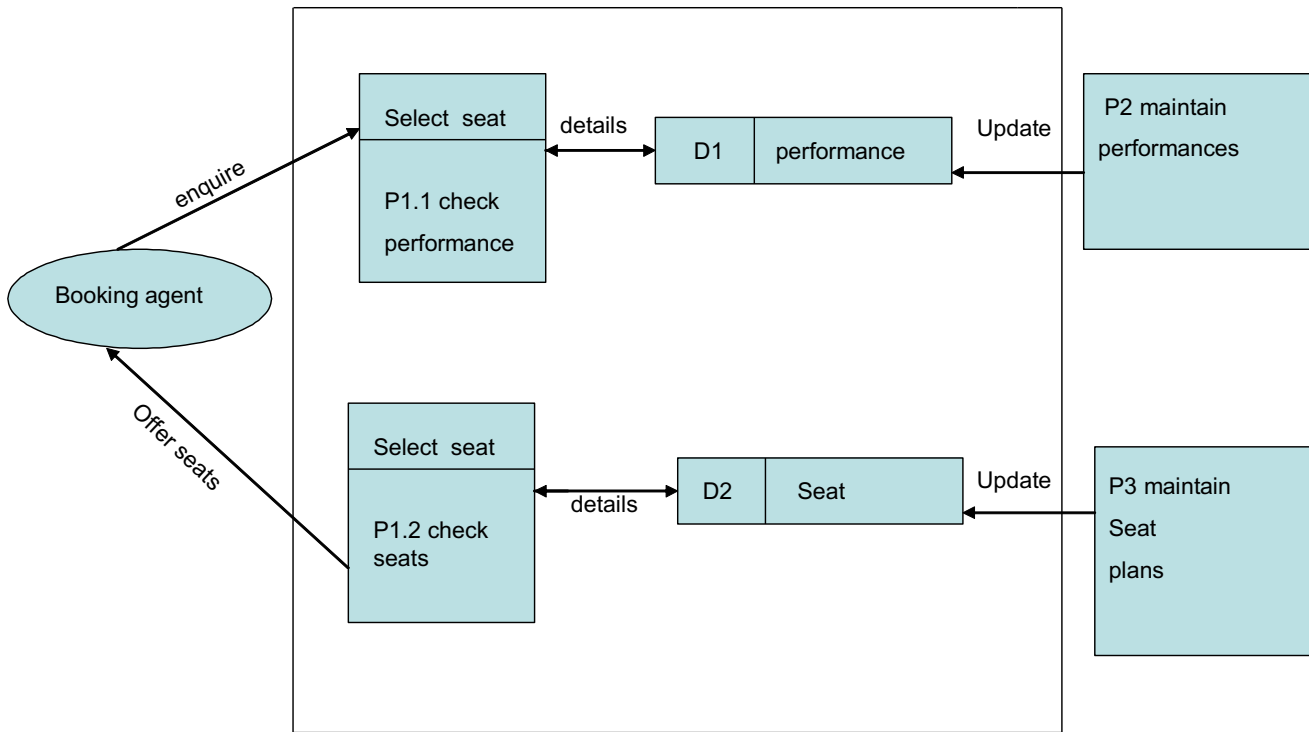 Select seat
details
D1
performance
Update
P2 maintain
performances
enquire
P1.1 check
performance
Booking agent
Offer seats
Select seat
details
D2
Seat
Update
P3 maintain
Seat
plans
P1.2 check
seats